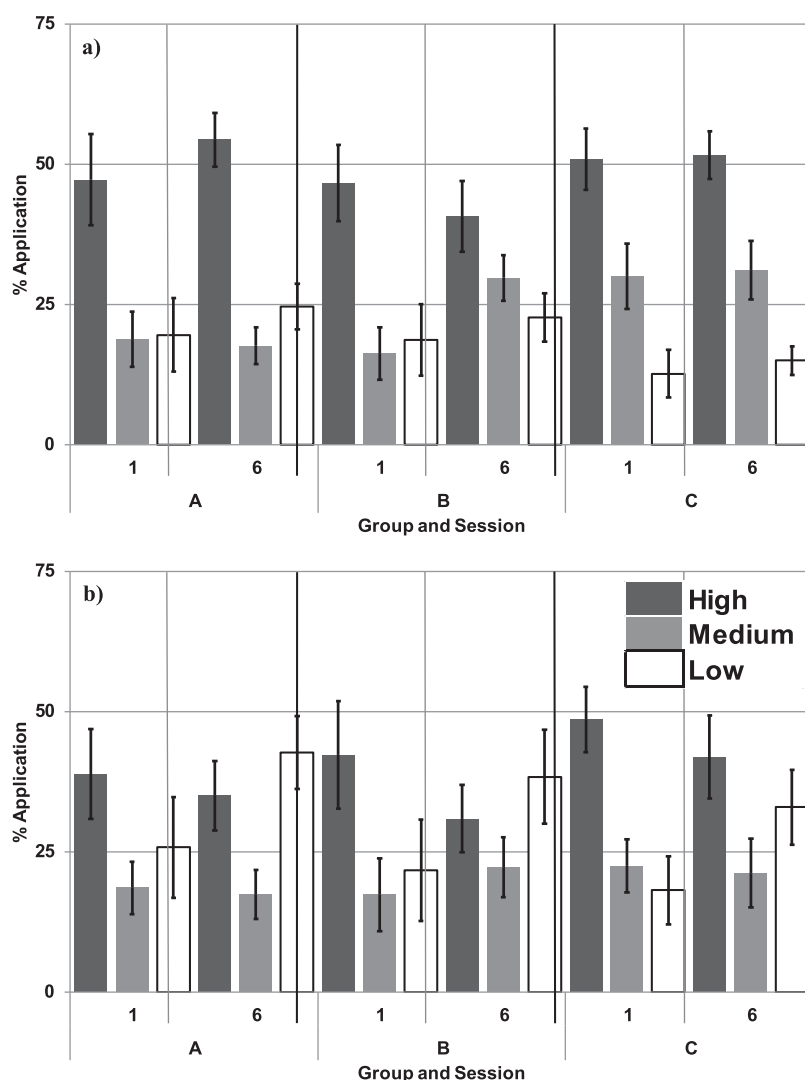 75
a)
50
25
0
% Application
1 6 1 6 1 6
A B C
Group and Session
75
b)
High
Medium
Low
50
25
0
% Application
1 6 1 6 1 6
A B C
Group and Session